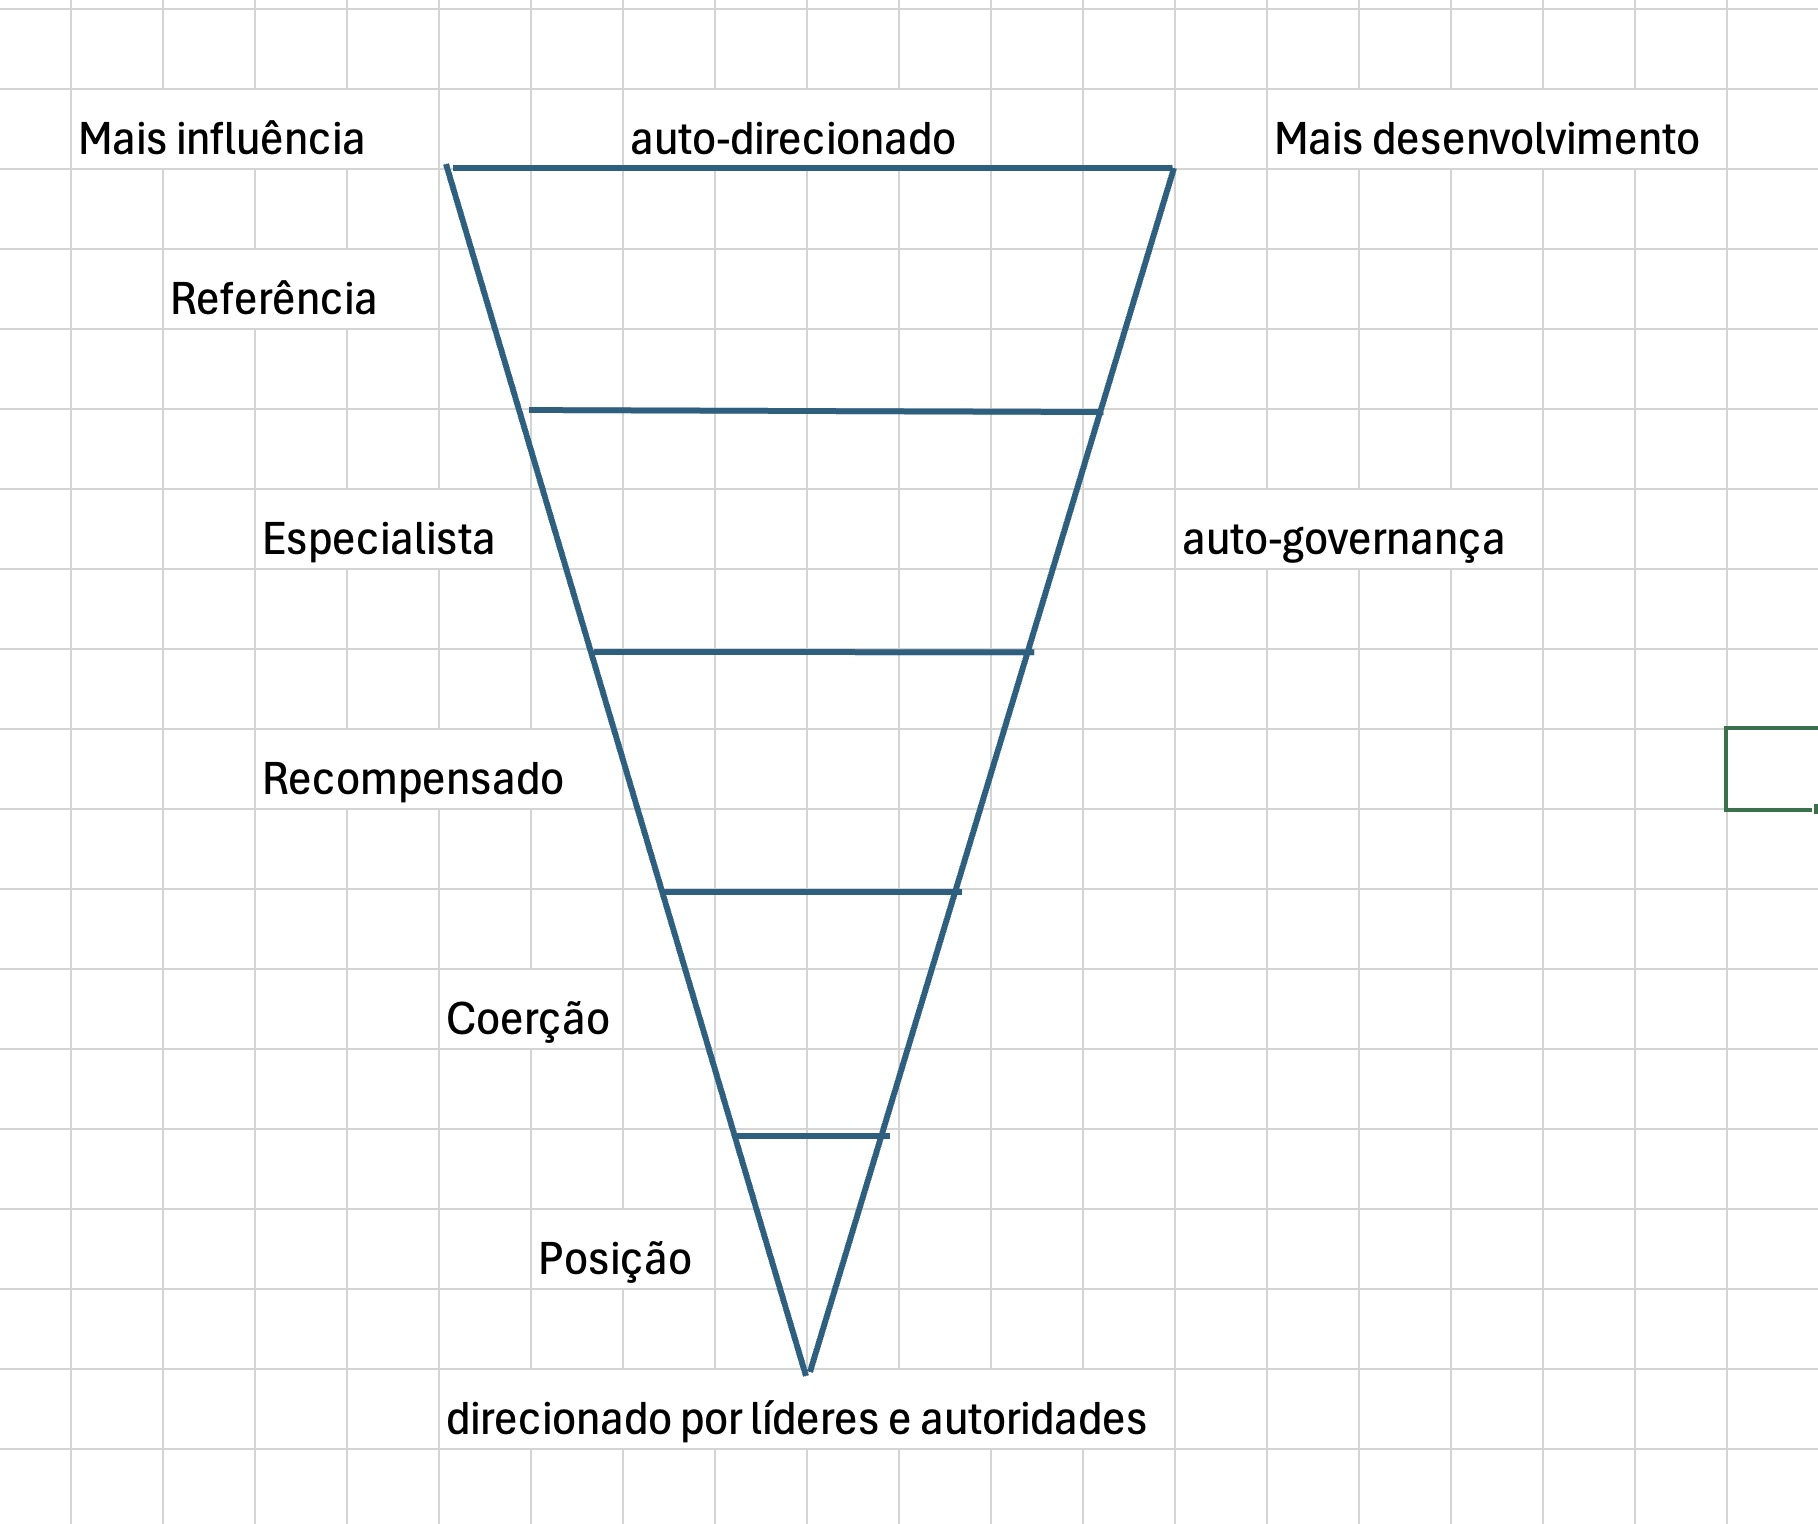 Mais influência
auto-direcionado
Mais desenvolvimento
Referência
Especialista
auto-governança
Recompensado
Coerção
Posição
direcionado por líderes e autoridades